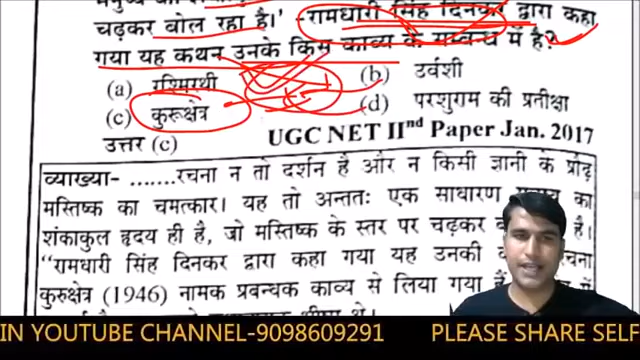 चढ़कर बोल रहा है।' - रामधारी सिंह दिनकर द्वारा कहा
गया यह कथन उनके किस काव्य के सम्बन्ध में है?
(a) रश्मिरथी (b) उर्वशी
(c) कुरूक्षेत्र (d) परशुराम की प्रतीक्षा
उत्तर (c) UGC NET IInd Paper Jan. 2017
व्याख्या- .......रचना न तो दर्शन है और न किसी ज्ञानी के प्रौढ़
मस्तिष्क का चमत्कार। यह तो अन्ततः एक साधारण का
शंकाकुल हृदय ही है, जो मस्तिष्क के स्तर पर चढ़कर है।
"रामधारी सिंह दिनकर द्वारा कहा गया यह उनकी रचना
कुरुक्षेत्र (1946) नामक प्रबन्धक काव्य से लिया गया
IN YOUTUBE CHANNEL-9098609291 PLEASE SHARE SELF